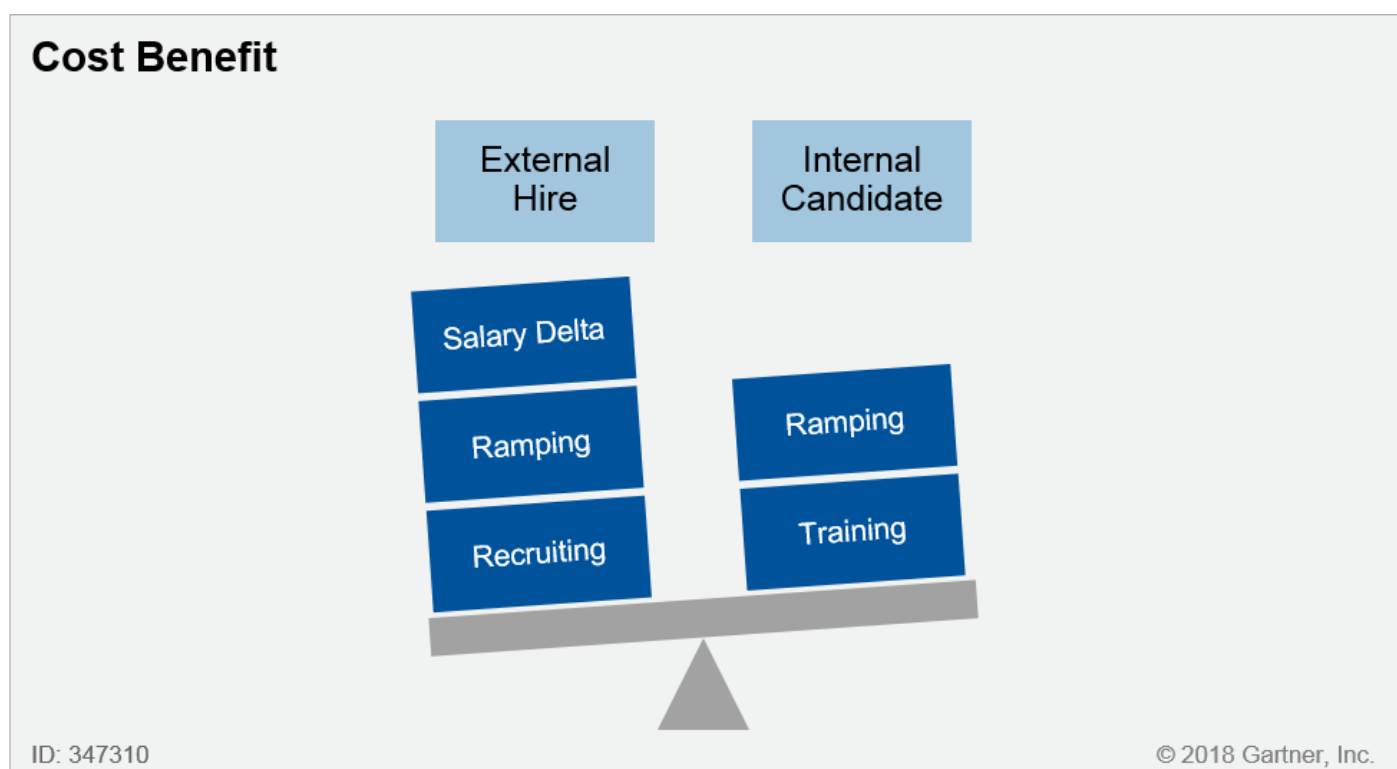 Cost Benefit
External
Hire
Internal
Candidate
Salary Delta
Ramping
Recruiting
Ramping
Training
ID: 347310
© 2018 Gartner, Inc.